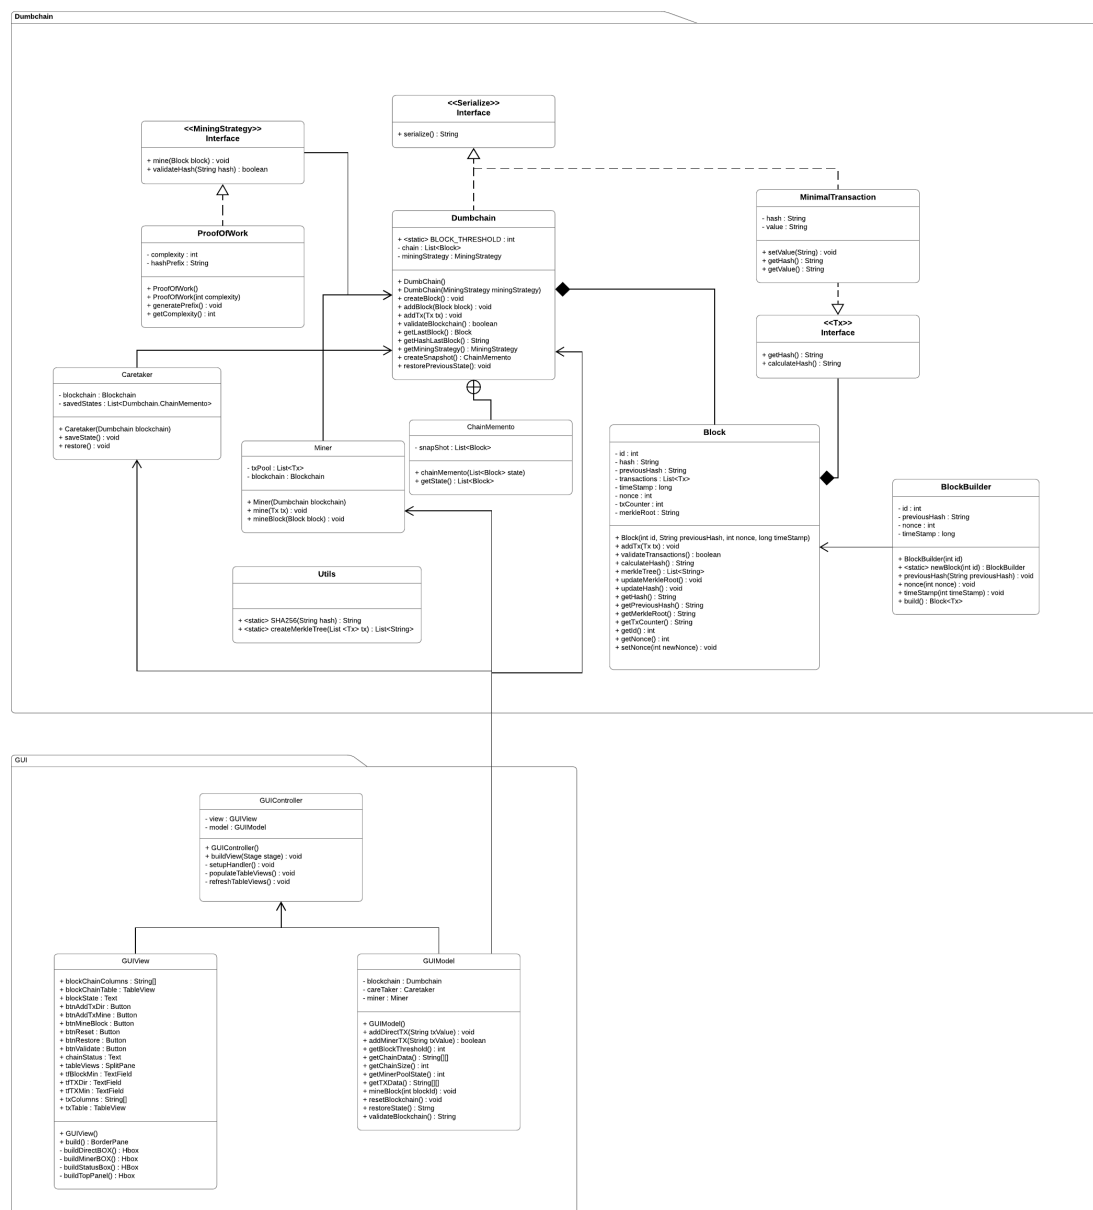 Dumbchain
<<Serialize>>
Interface
+ serialize() : String
<<MiningStrategy>>
Interface
+ mine(Block block) : void
+ validateHash(String hash) : boolean
ProofOfWork
- complexity : int
- hashPrefix : String
+ ProofOfWork()
+ ProofOfWork(int complexity)
+ generatePrefix() : void
+ getComplexity() : int
Dumbchain
+ <static> BLOCK_THRESHOLD : int
- chain : List<Block>
- miningStrategy : MiningStrategy
+ DumbChain()
+ DumbChain(MiningStrategy miningStrategy)
+ createBlock() : void
+ addBlock(Block block) : void
+ addTx(Tx tx) : void
+ validateBlockchain() : boolean
+ getLastBlock() : Block
+ getHashLastBlock() : String
+ getMiningStrategy() : MiningStrategy
+ createSnapshot() : ChainMemento
+ restorePreviousState(): void
MinimalTransaction
- hash : String
- value : String
+ setValue(String) : void
+ getHash() : String
+ getValue() : String
<<Tx>>
Interface
+ getHash() : String
+ calculateHash() : String
Caretaker
- blockchain : Blockchain
- savedStates : List<Dumbchain.ChainMemento>
+ Caretaker(Dumbchain blockchain)
+ saveState() : void
+ restore() : void
Miner
- txPool : List<Tx>
- blockchain : Blockchain
+ Miner(Dumbchain blockchain)
+ mine(Tx tx) : void
+ mineBlock(Block block) : void
ChainMemento
- snapShot : List<Block>
+ chainMemento(List<Block> state)
+ getState() : List<Block>
Block
- id : int
- hash : String
- previousHash : String
- transactions : List<Tx>
- timeStamp : long
- nonce : int
- txCounter : int
- merkleRoot : String
+ Block(int id, String previousHash, int nonce, long timeStamp)
+ addTx(Tx tx) : void
+ validateTransactions() : boolean
+ calculateHash() : String
+ merkleTree() : List<String>
+ updateMerkleRoot() : void
+ updateHash() : void
+ getHash() : String
+ getPreviousHash() : String
+ getMerkleRoot() : String
+ getTxCounter() : String
+ getId() : int
+ getNonce() : int
+ setNonce(int newNonce) : void
BlockBuilder
- id : int
- previousHash : String
- nonce : int
- timeStamp : long
+ BlockBuilder(int id)
+ <static> newBlock(int id) : BlockBuilder
+ previousHash(String previousHash) : void
+ nonce(int nonce) : void
+ timeStamp(int timeStamp) : void
+ build() : Block<Tx>
Utils
+ <static> SHA256(String hash) : String
+ <static> createMerkleTree(List <Tx> tx) : List<String>
GUI
GUIController
- view : GUIView
- model : GUIModel
+ GUIController()
+ buildView(Stage stage) : void
- setupHandler() : void
- populateTableViews() : void
- refreshTableViews() : void
GUIView
+ blockChainColumns : String[]
+ blockChainTable : TableView
+ blockState : Text
+ btnAddTxDir : Button
+ btnAddTxMine : Button
+ btnMineBlock : Button
+ btnReset : Button
+ btnRestore : Button
+ btnValidate : Button
+ chainStatus : Text
+ tableViews : SplitPane
+ tfBlockMin : TextField
+ tfTXDir : TextField
+ tfTXMin : TextField
+ txColumns : String[]
+ txTable : TableView
+ GUIView()
+ build() : BorderPane
- buildDirectBOX() : Hbox
- buildMinerBOX() : Hbox
- buildStatusBox() : HBox
- buildTopPanel() : Hbox
GUIModel
- blockchain : Dumbchain
- careTaker : Caretaker
- miner : Miner
+ GUIModel()
+ addDirectTX(String txValue) : void
+ addMinerTX(String txValue) : boolean
+ getBlockThreshold() : int
+ getChainData() : String[][]
+ getChainSize() : int
+ getMinerPoolState() : int
+ getTXData() : String[][]
+ mineBlock(int blockId) : void
+ resetBlockchain() : void
+ restoreState() : Strng
+ validateBlockchain() : String